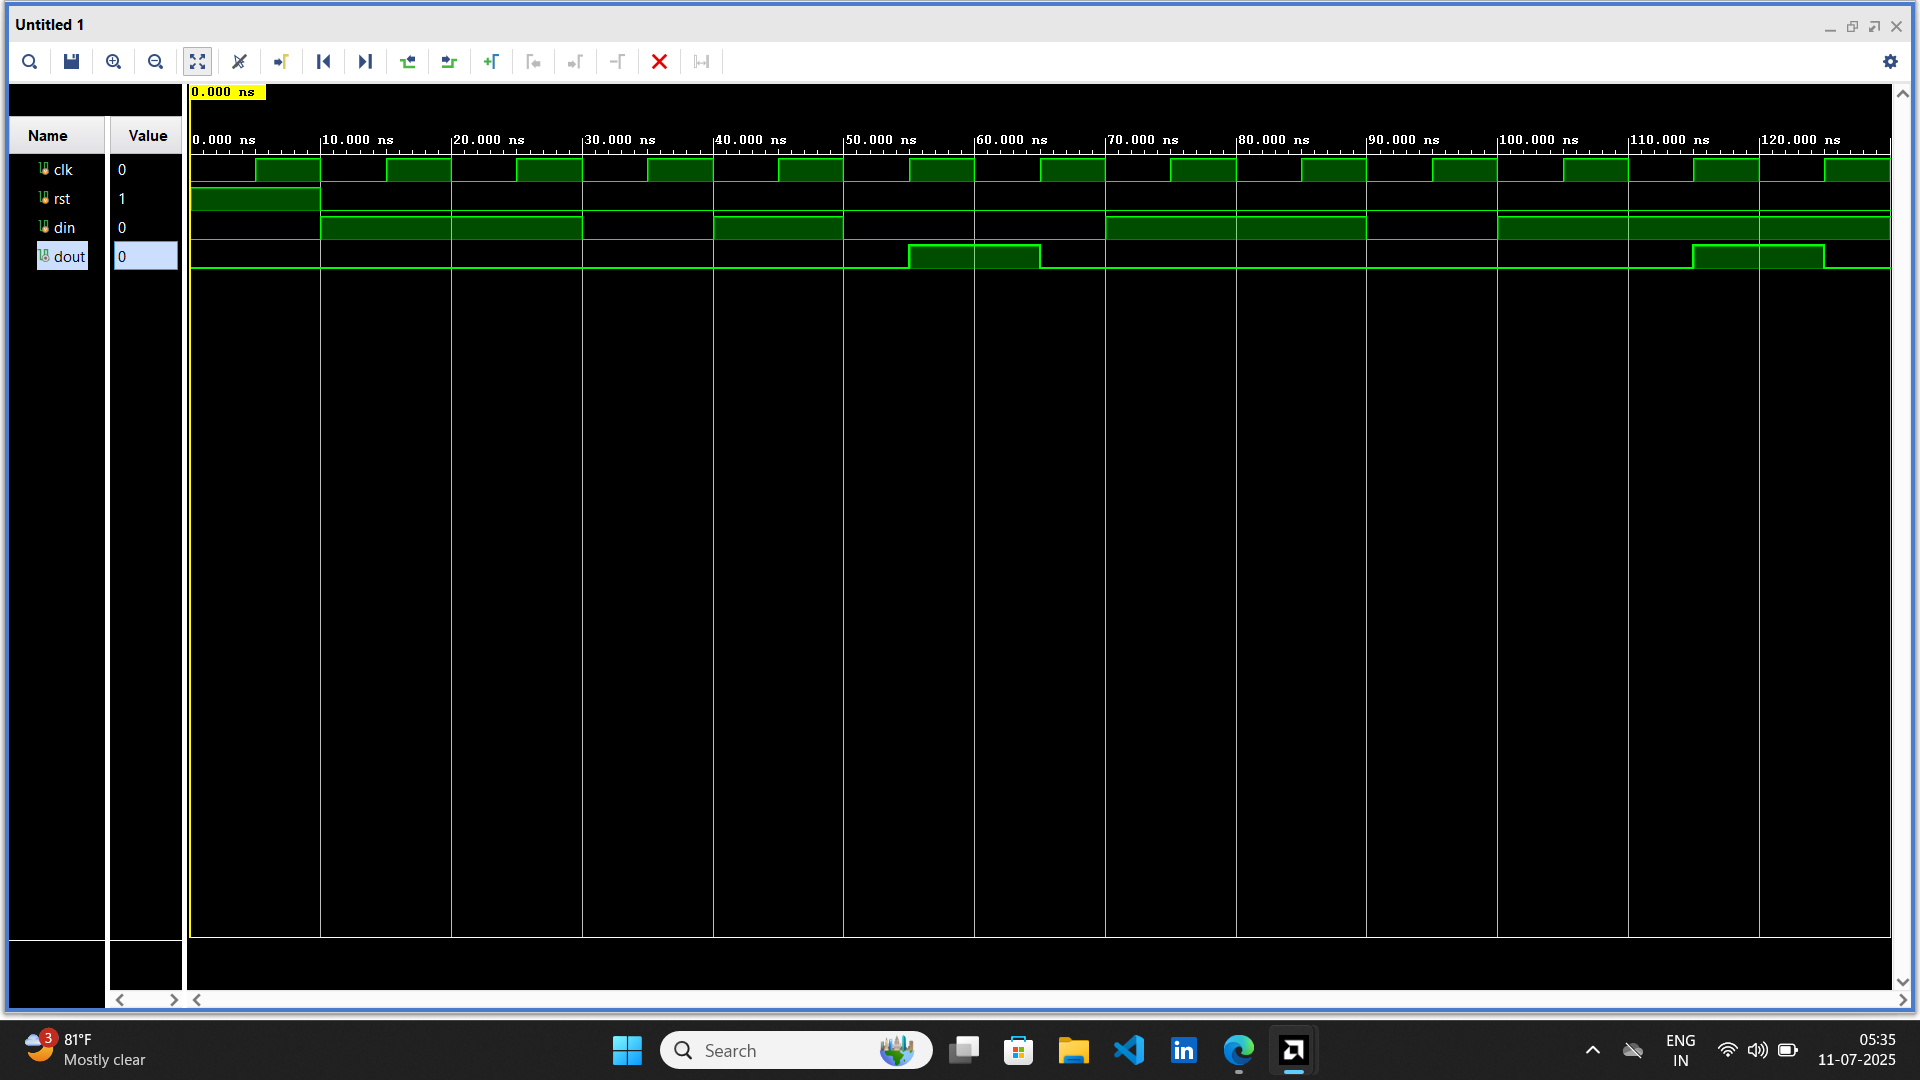 Untitled 1
0.000 ns
Name Value
0.000 ns 10.000 ns 20.000 ns 30.000 ns 40.000 ns 50.000 ns 60.000 ns 70.000 ns 80.000 ns 90.000 ns 100.000 ns 110.000 ns 120.000 ns
clk 0
rst 1
din 0
dout 0
3
81°F
Mostly clear
Search
in
ENG
IN
05:35
11-07-2025